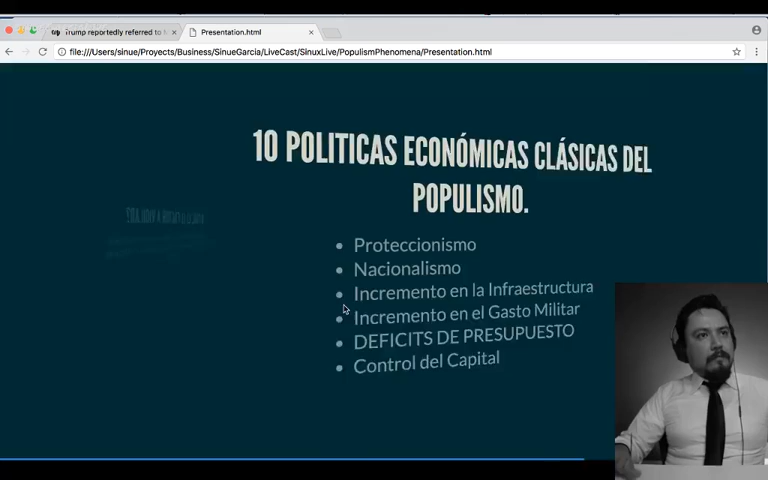 Trump reportedly referred to
Presentation.html
file:///Users/sinue/Proyects/Business/SinueGarcia/LiveCast/SinuxLive/PopulismPhenomena/Presentation.html
10 POLITICAS ECONÓMICAS CLÁSICAS DEL
POPULISMO.
Proteccionismo
Nacionalismo
Incremento en la Infraestructura
Incremento en el Gasto Militar
DEFICITS DE PRESUPUESTO
Control del Capital